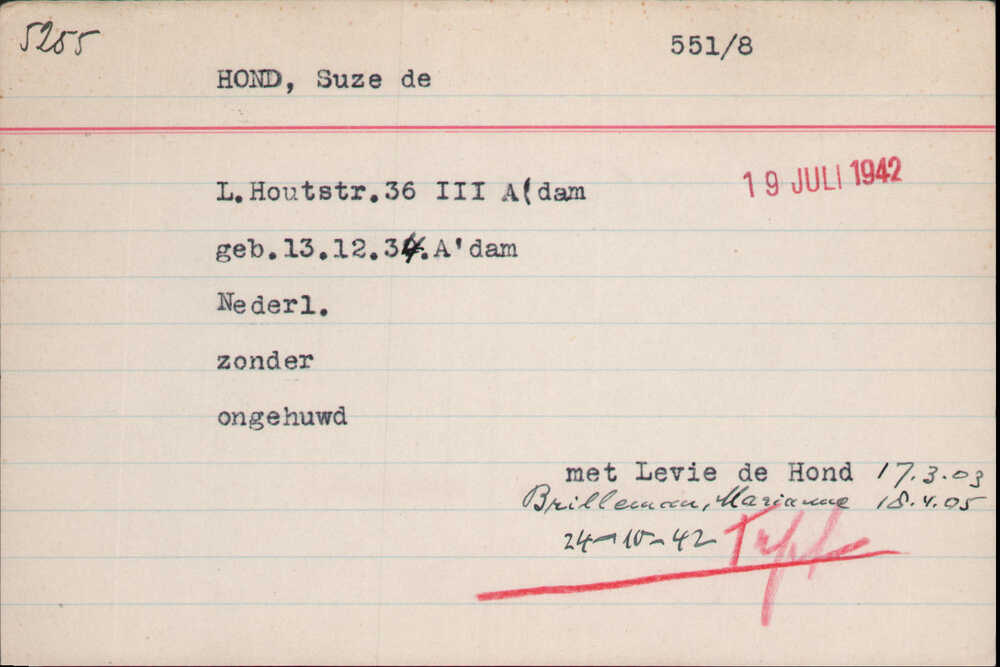 5255
551/8
HOND, Suze de
19 JULI 1942
L.Houtstr.36 III A(dam
geb.13.12.34.A'dam
Nederl.
zonder
ongehuwd
met Levie de Hond 17.3.03
Brilleman, Marianne 18.4.05
24-10-42